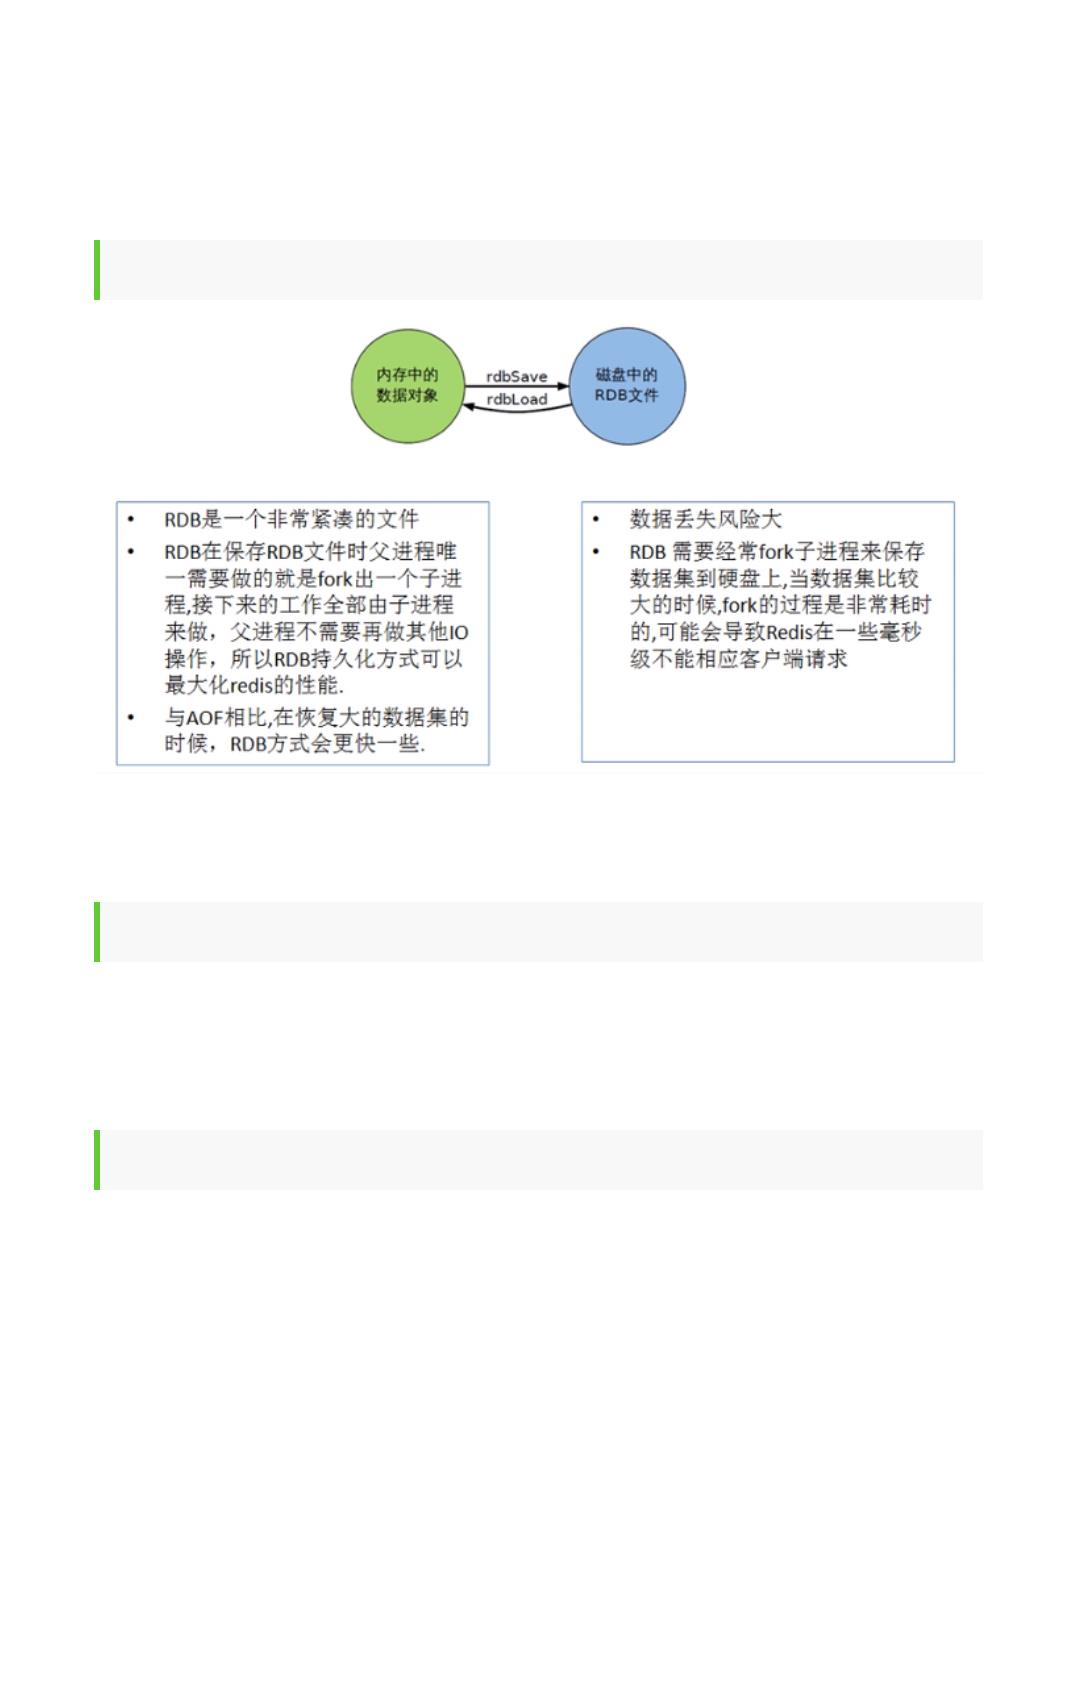 内存中的
数据对象
rdbSave
rdbLoad
磁盘中的
RDB文件
• RDB是一个非常紧凑的文件
• RDB在保存RDB文件时父进程唯
一需要做的就是fork出一个子进
程,接下来的工作全部由子进程
来做，父进程不需要再做其他IO
操作，所以RDB持久化方式可以
最大化redis的性能.
• 与AOF相比,在恢复大的数据集的
时候，RDB方式会更快一些.
• 数据丢失风险大
• RDB 需要经常fork子进程来保存
数据集到硬盘上,当数据集比较
大的时候,fork的过程是非常耗时
的,可能会导致Redis在一些毫秒
级不能相应客户端请求